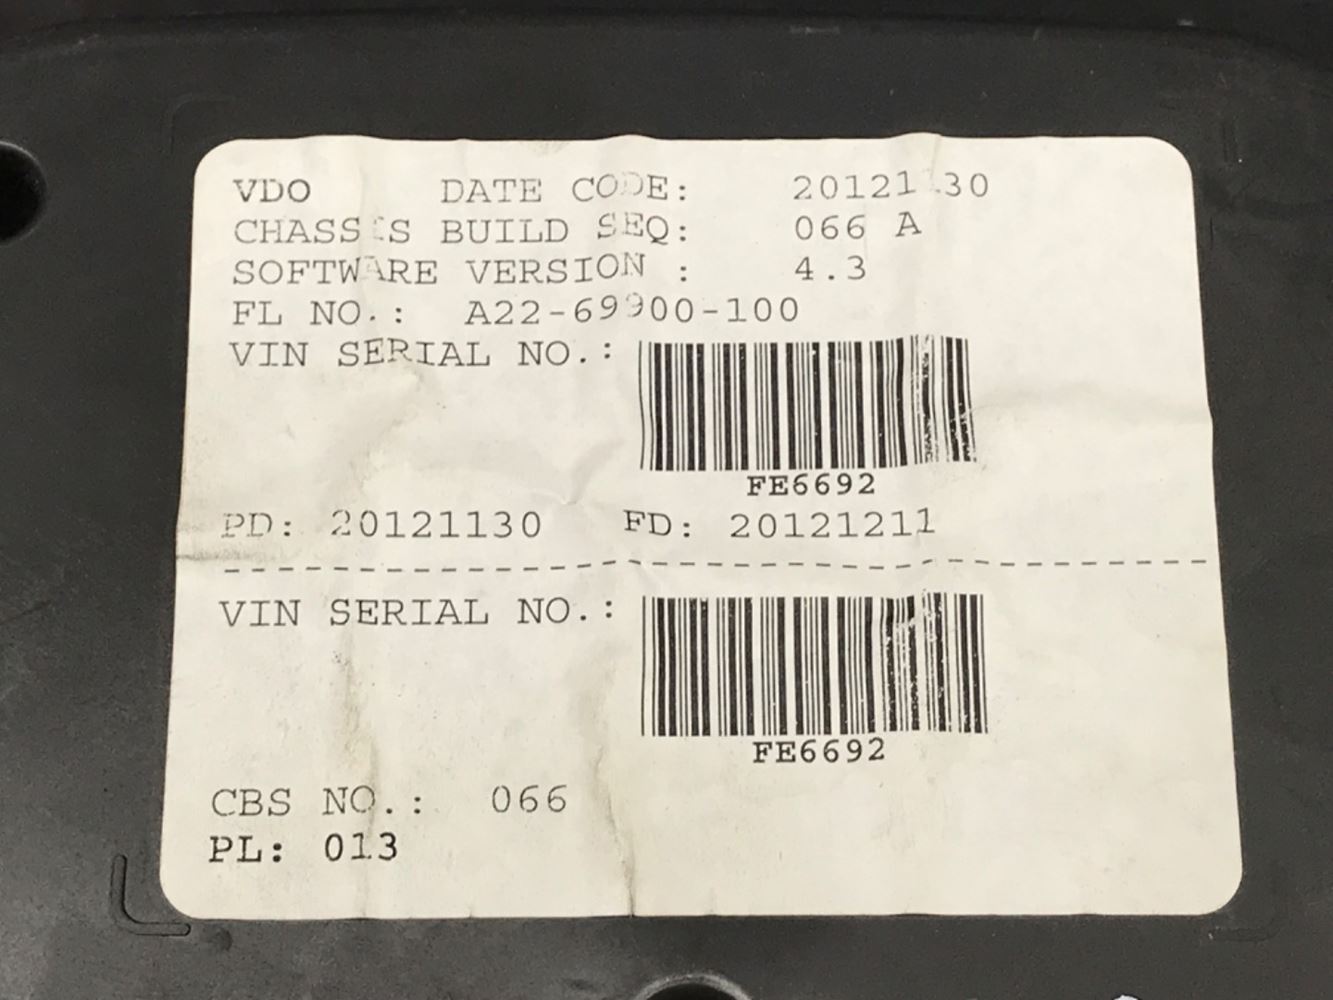 VDO DATE CODE: 20121130
CHASSIS BUILD SEQ: 066 A
SOFTWARE VERSION : 4.3
FL NO.: A22-69900-100
VIN SERIAL NO.:
FE6692
PD: 20121130 FD: 20121211
VIN SERIAL NO.:
FE6692
CBS NO.: 066
PL: 013